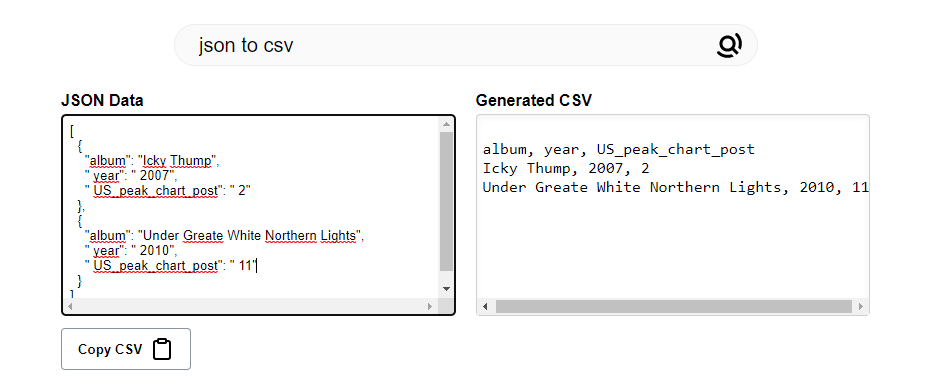 json to csv
JSON Data
[
{
"album": "Icky Thump",
" year": " 2007",
" US_peak_chart_post": " 2"
},
{
"album": "Under Greate White Northern Lights",
" year": " 2010",
" US_peak_chart_post": " 11"
}
]
Generated CSV
album, year, US_peak_chart_post
Icky Thump, 2007, 2
Under Greate White Northern Lights, 2010, 11
Copy CSV